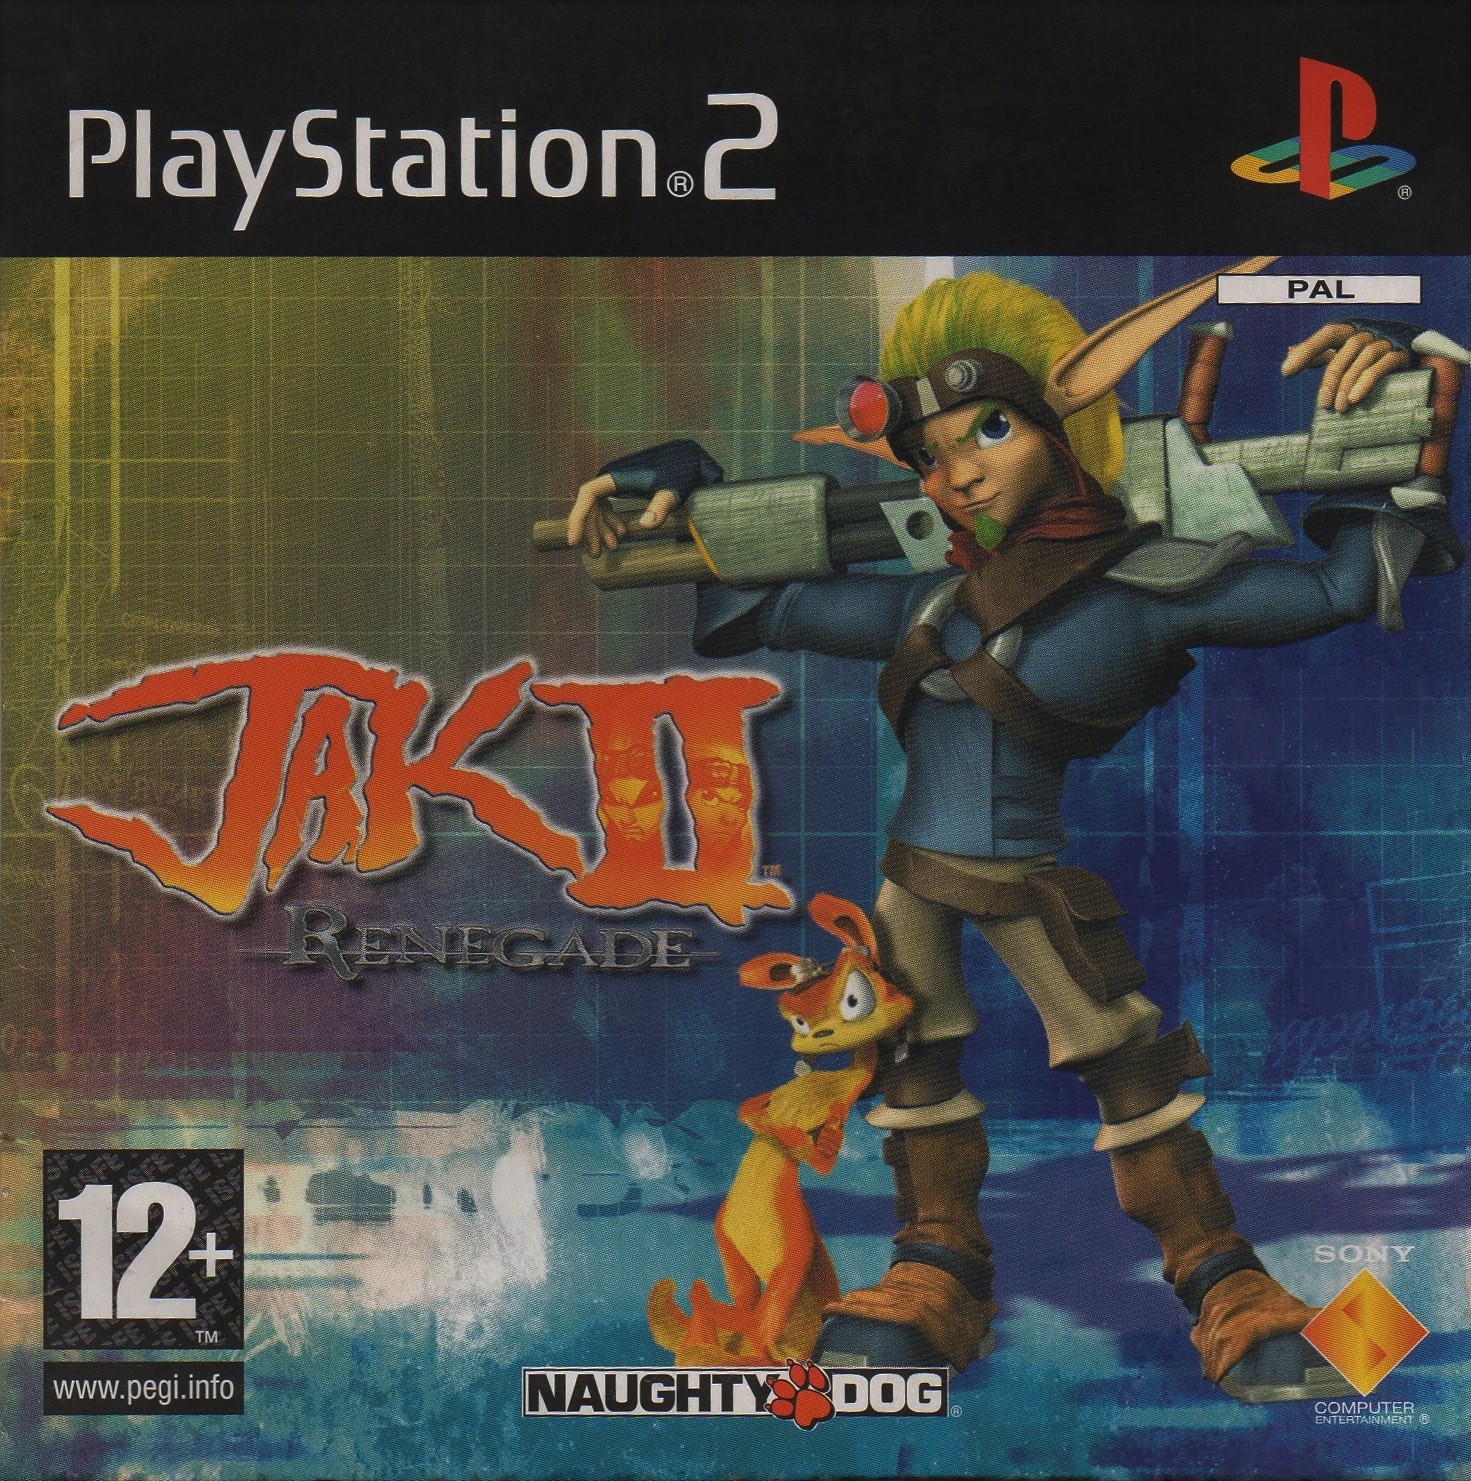 PlayStation®2
®
PAL
JAK II™
RENEGADE
12+™
www.pegi.info
NAUGHTY DOG®
SONY
COMPUTER
ENTERTAINMENT ®